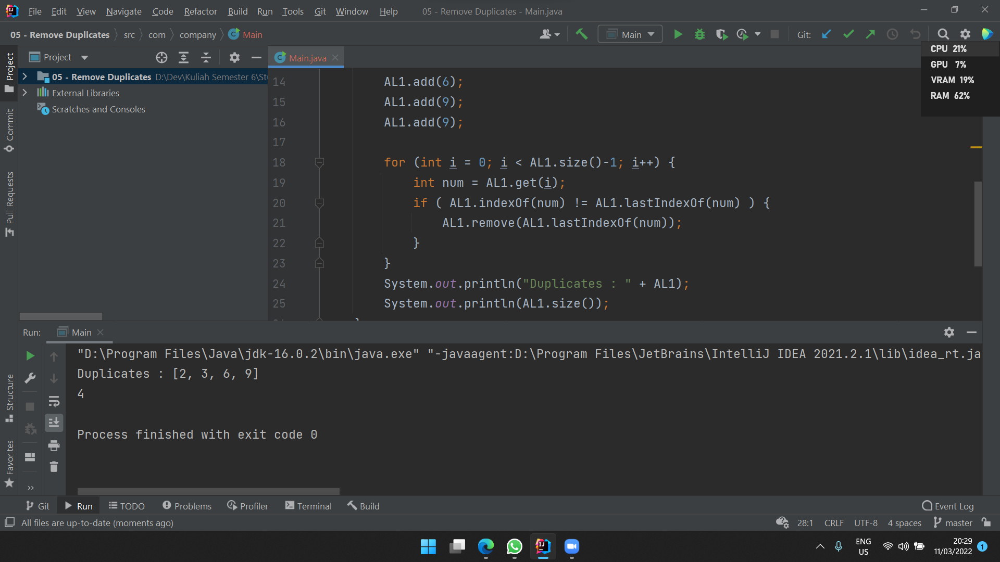 File Edit View Navigate Code Refactor Build Run Tools Git Window Help 05 - Remove Duplicates - Main.java
05 - Remove Duplicates src com company Main
Main
Git:
CPU 21%
GPU 7%
VRAM 19%
RAM 62%
Project
Main.java
05 - Remove Duplicates D:\Dev\Kuliah Semester 6\St
External Libraries
Scratches and Consoles
Project
Commit
Pull Requests
Structure
Favorites
14 AL1.add(6);
15 AL1.add(9);
16 AL1.add(9);
17
18 for (int i = 0; i < AL1.size()-1; i++) {
19 int num = AL1.get(i);
20 if ( AL1.indexOf(num) != AL1.lastIndexOf(num) ) {
21 AL1.remove(AL1.lastIndexOf(num));
22 }
23 }
24 System.out.println("Duplicates : " + AL1);
25 System.out.println(AL1.size());
Run: Main
"D:\Program Files\Java\jdk-16.0.2\bin\java.exe" "-javaagent:D:\Program Files\JetBrains\IntelliJ IDEA 2021.2.1\lib\idea_rt.ja
Duplicates : [2, 3, 6, 9]
4
Process finished with exit code 0
Git Run TODO Problems Profiler Terminal Build Event Log
All files are up-to-date (moments ago) 28:1 CRLF UTF-8 4 spaces master
ENG
US
20:29
11/03/2022
1